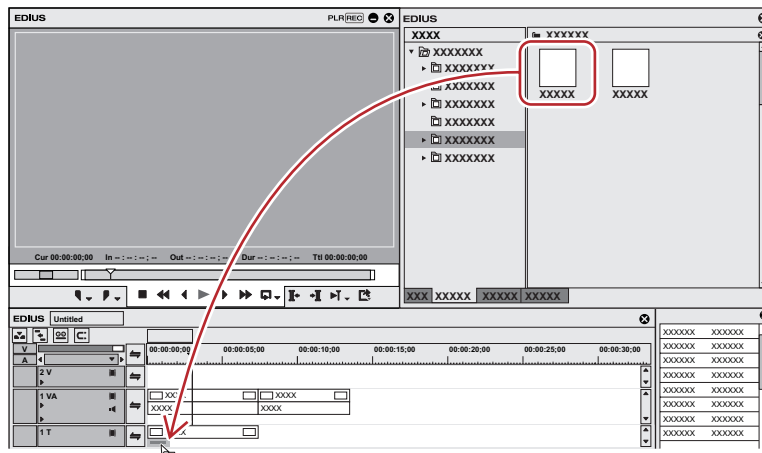 EDIUS PLR REC
Cur 00:00:00;00 In -- : -- : -- ; -- Out -- : -- : -- ; -- Dur -- : -- : -- ; -- Ttl 00:00:00;00
EDIUS
XXXX
XXXXXXX
XXXXXXX
XXXXXXX
XXXXXXX
XXXXXXX
XXXXXXX
XXXXXXX
XXXXXX
XXXXX XXXXX
XXX XXXXX XXXXX XXXXX
EDIUS Untitled
V
A
00:00:00;00 00:00:05;00 00:00:10;00 00:00:15;00 00:00:20;00 00:00:25;00 00:00:30;00
2 V
1 VA
XXXX
XXXX XXXX
1 T
XXXXXX XXXXXX
XXXXXX XXXXXX
XXXXXX XXXXXX
XXXXXX XXXXXX
XXXXXX XXXXXX
XXXXXX XXXXXX
XXXXXX XXXXXX
XXXXXX XXXXXX